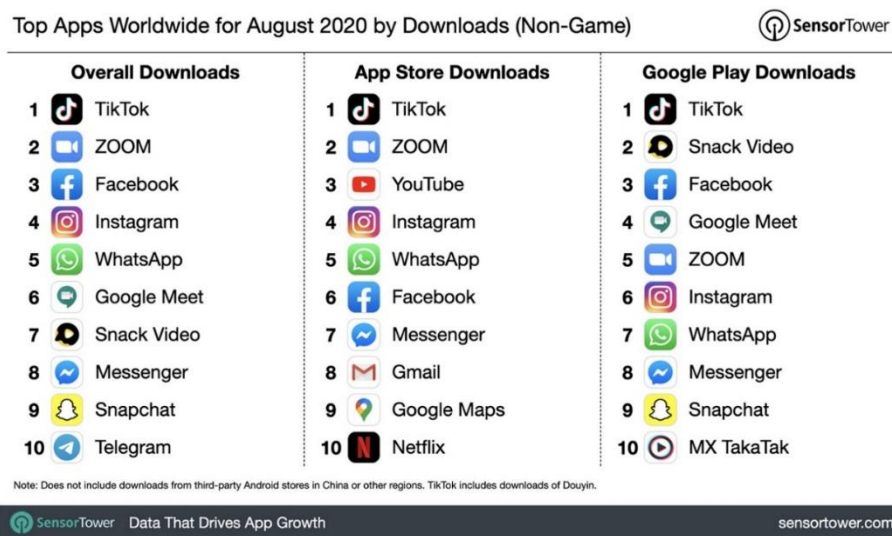 Top Apps Worldwide for August 2020 by Downloads (Non-Game)
SensorTower
Overall Downloads
1 TikTok
2 ZOOM
3 Facebook
4 Instagram
5 WhatsApp
6 Google Meet
7 Snack Video
8 Messenger
9 Snapchat
10 Telegram
App Store Downloads
1 TikTok
2 ZOOM
3 YouTube
4 Instagram
5 WhatsApp
6 Facebook
7 Messenger
8 Gmail
9 Google Maps
10 Netflix
Google Play Downloads
1 TikTok
2 Snack Video
3 Facebook
4 Google Meet
5 ZOOM
6 Instagram
7 WhatsApp
8 Messenger
9 Snapchat
10 MX TakaTak
Note: Does not include downloads from third-party Android stores in China or other regions. TikTok includes downloads of Douyin.
SensorTower Data That Drives App Growth
sensortower.com